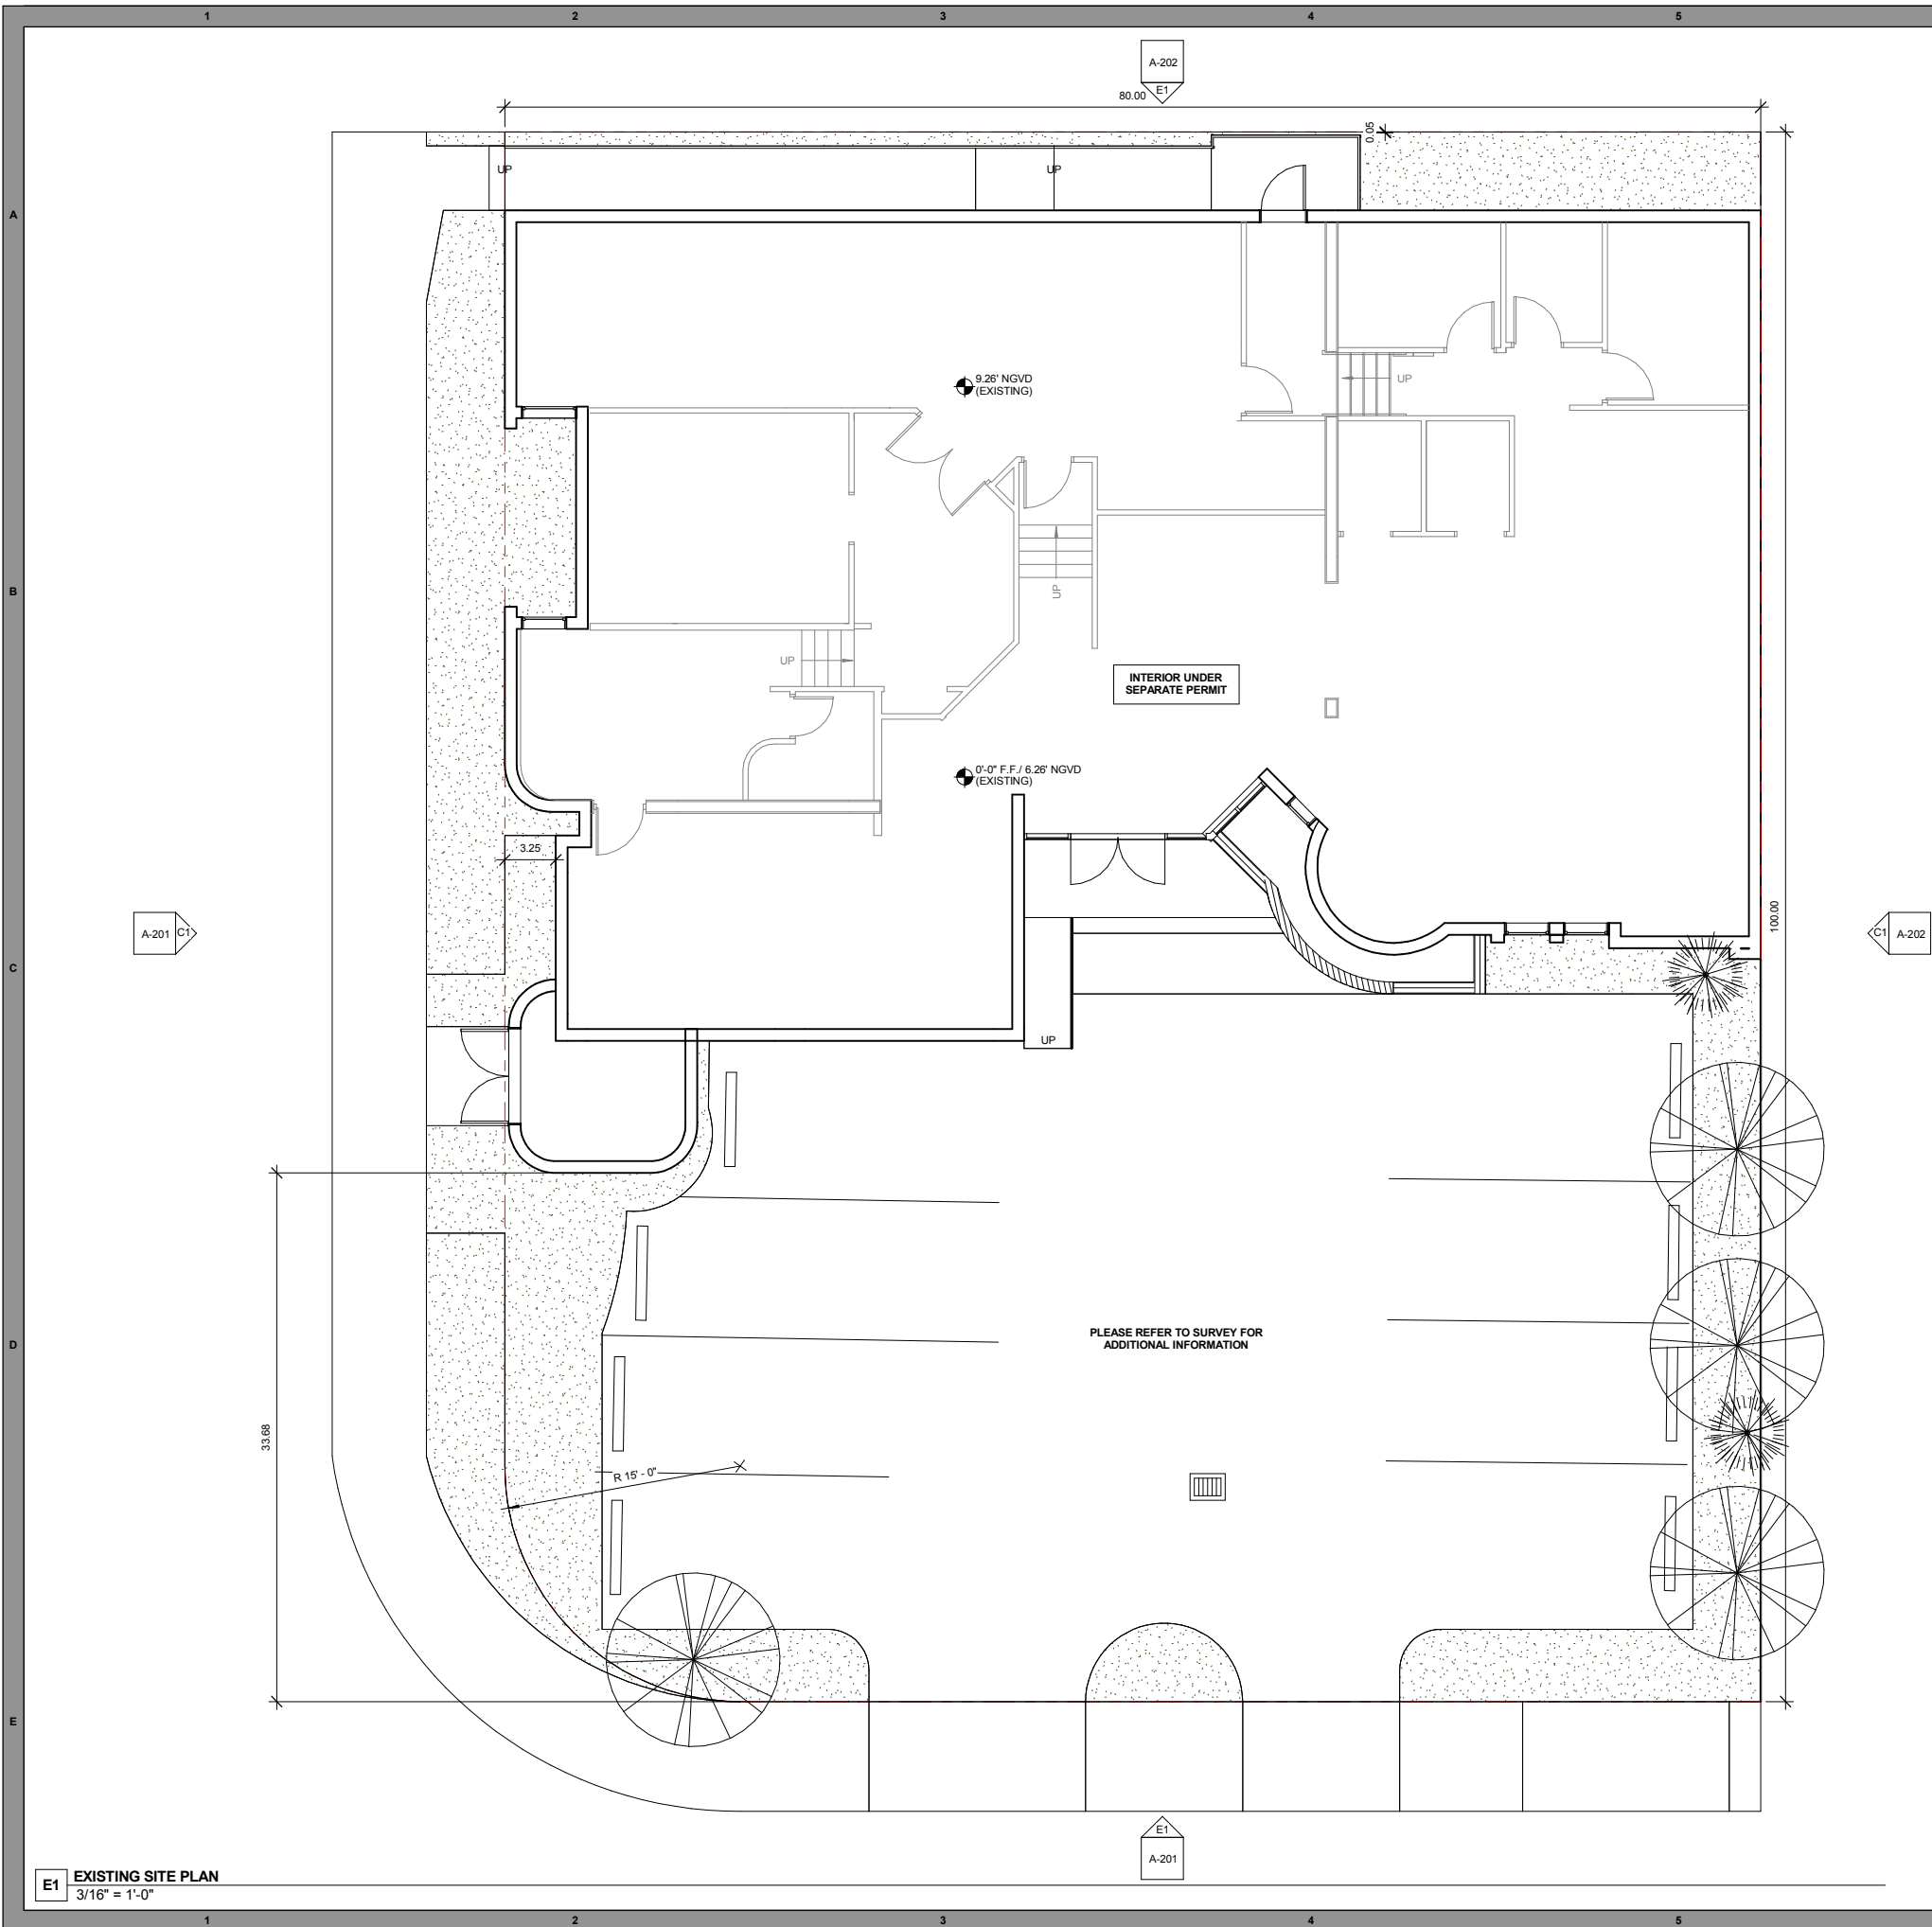 1 2 3 4 5
A-202
E1
80.00
0.05
UP UP
A
9.26' NGVD
(EXISTING)
UP
B
UP
UP
INTERIOR UNDER
SEPARATE PERMIT
0'-0" F.F./ 6.26' NGVD
(EXISTING)
3.25
100.00
A-201 C1
C1 A-202
C
UP
PLEASE REFER TO SURVEY FOR
ADDITIONAL INFORMATION
D
33.68
R 15' - 0"
E
E1
A-201
E1 EXISTING SITE PLAN
3/16" = 1'-0"
1 2 3 4 5